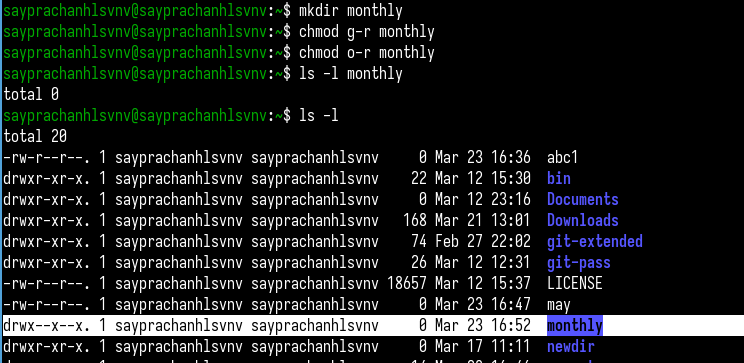 sayprachanhlsvnv@sayprachanhlsvnv:~$ mkdir monthly
sayprachanhlsvnv@sayprachanhlsvnv:~$ chmod g-r monthly
sayprachanhlsvnv@sayprachanhlsvnv:~$ chmod o-r monthly
sayprachanhlsvnv@sayprachanhlsvnv:~$ ls -l monthly
total 0
sayprachanhlsvnv@sayprachanhlsvnv:~$ ls -l
total 20
-rw-r--r--. 1 sayprachanhlsvnv sayprachanhlsvnv     0 Mar 23 16:36 abc1
drwxr-xr-x. 1 sayprachanhlsvnv sayprachanhlsvnv    22 Mar 12 15:30 bin
drwxr-xr-x. 1 sayprachanhlsvnv sayprachanhlsvnv     0 Mar 12 23:16 Documents
drwxr-xr-x. 1 sayprachanhlsvnv sayprachanhlsvnv   168 Mar 21 13:01 Downloads
drwxr-xr-x. 1 sayprachanhlsvnv sayprachanhlsvnv    74 Feb 27 22:02 git-extended
drwxr-xr-x. 1 sayprachanhlsvnv sayprachanhlsvnv    26 Mar 12 12:31 git-pass
-rw-r--r--. 1 sayprachanhlsvnv sayprachanhlsvnv 18657 Mar 12 15:37 LICENSE
-rw-r--r--. 1 sayprachanhlsvnv sayprachanhlsvnv     0 Mar 23 16:47 may
drwx--x--x. 1 sayprachanhlsvnv sayprachanhlsvnv     0 Mar 23 16:52 monthly
drwxr-xr-x. 1 sayprachanhlsvnv sayprachanhlsvnv     0 Mar 17 11:11 newdir